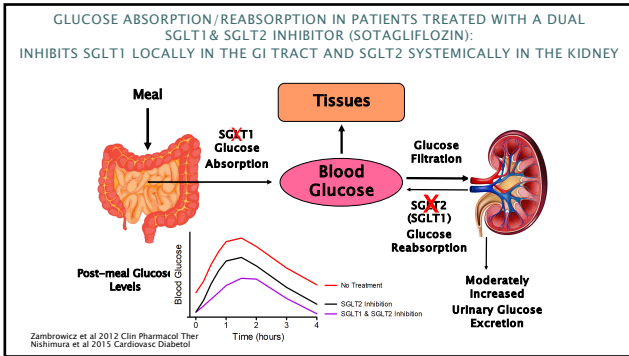 GLUCOSE ABSORPTION/REABSORPTION IN PATIENTS TREATED WITH A DUAL
SGLT1& SGLT2 INHIBITOR (SOTAGLIFLOZIN):
INHIBITS SGLT1 LOCALLY IN THE GI TRACT AND SGLT2 SYSTEMICALLY IN THE KIDNEY
Meal
Tissues
SGLT1
Glucose
Absorption
Blood
Glucose
Glucose
Filtration
SGLT2
(SGLT1)
Glucose
Reabsorption
Moderately
Increased
Urinary Glucose
Excretion
Post-meal Glucose
Levels
Blood Glucose
No Treatment
SGLT2 Inhibition
SGLT1 & SGLT2 Inhibition
0 1 2 3 4
Time (hours)
Zambrowicz et al 2012 Clin Pharmacol Ther
Nishimura et al 2015 Cardiovasc Diabetol